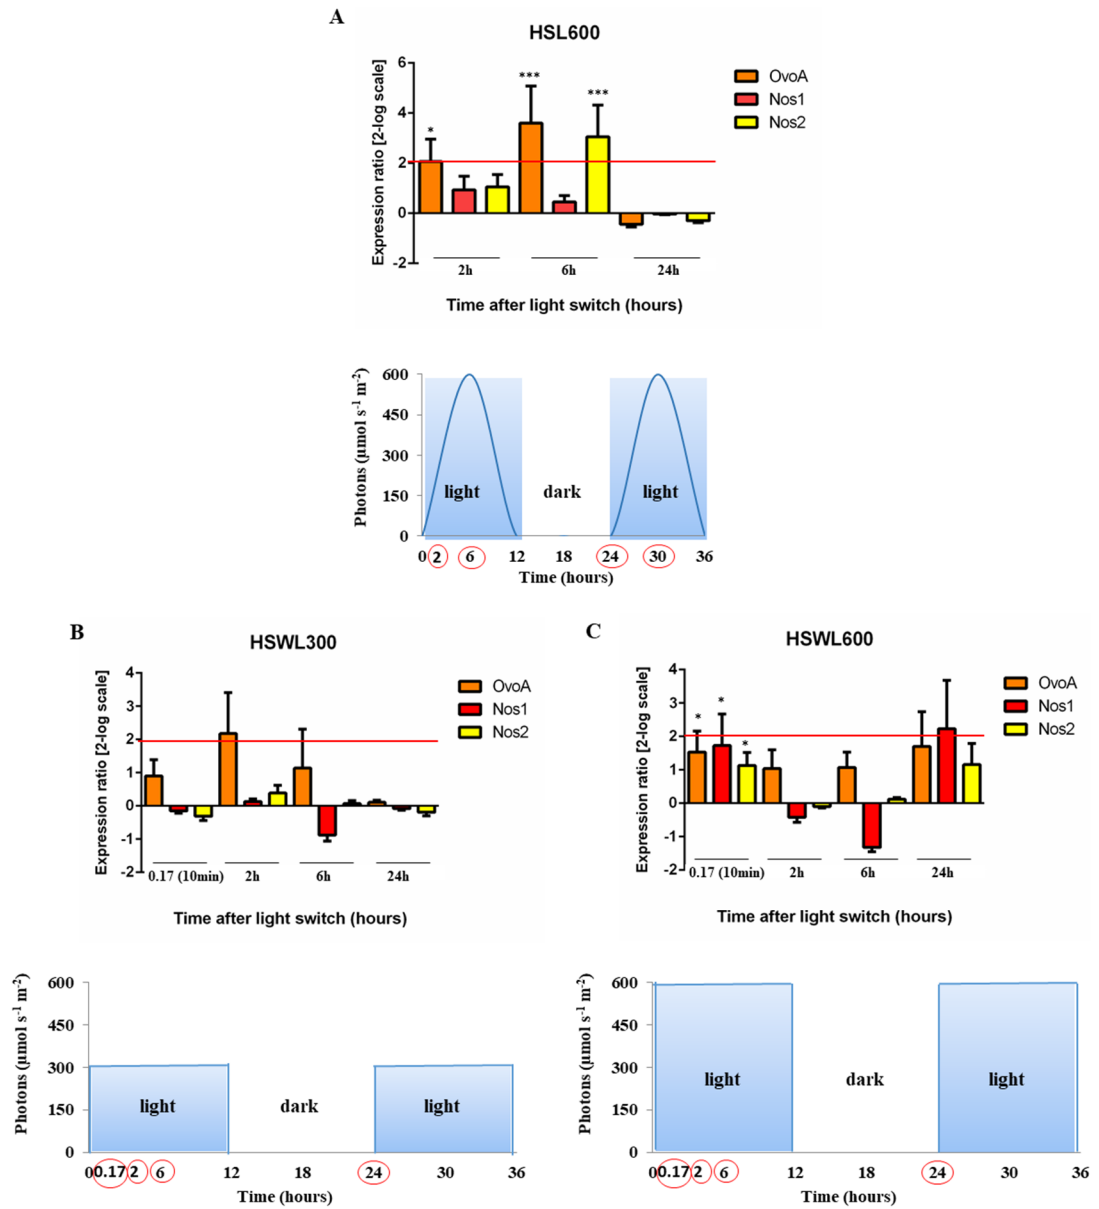 A
HSL600
Expression ratio [2-log scale]
6
4
2
0
-2
*
***
***
OvoA
Nos1
Nos2
2h
6h
24h
Time after light switch (hours)
Photons (µmol s-1 m-2)
600
450
300
150
0
light
dark
light
0 2 6 12 18 24 30 36
Time (hours)
B
HSWL300
Expression ratio [2-log scale]
4
3
2
1
0
-1
-2
OvoA
Nos1
Nos2
0.17 (10min)
2h
6h
24h
Time after light switch (hours)
Photons (µmol s-1 m-2)
600
450
300
150
0
light
dark
light
0 0.17 2 6 12 18 24 30 36
Time (hours)
C
HSWL600
Expression ratio [2-log scale]
4
3
2
1
0
-1
-2
*
*
*
OvoA
Nos1
Nos2
0.17 (10min)
2h
6h
24h
Time after light switch (hours)
Photons (µmol s-1 m-2)
600
450
300
150
0
light
dark
light
0 0.17 2 6 12 18 24 30 36
Time (hours)